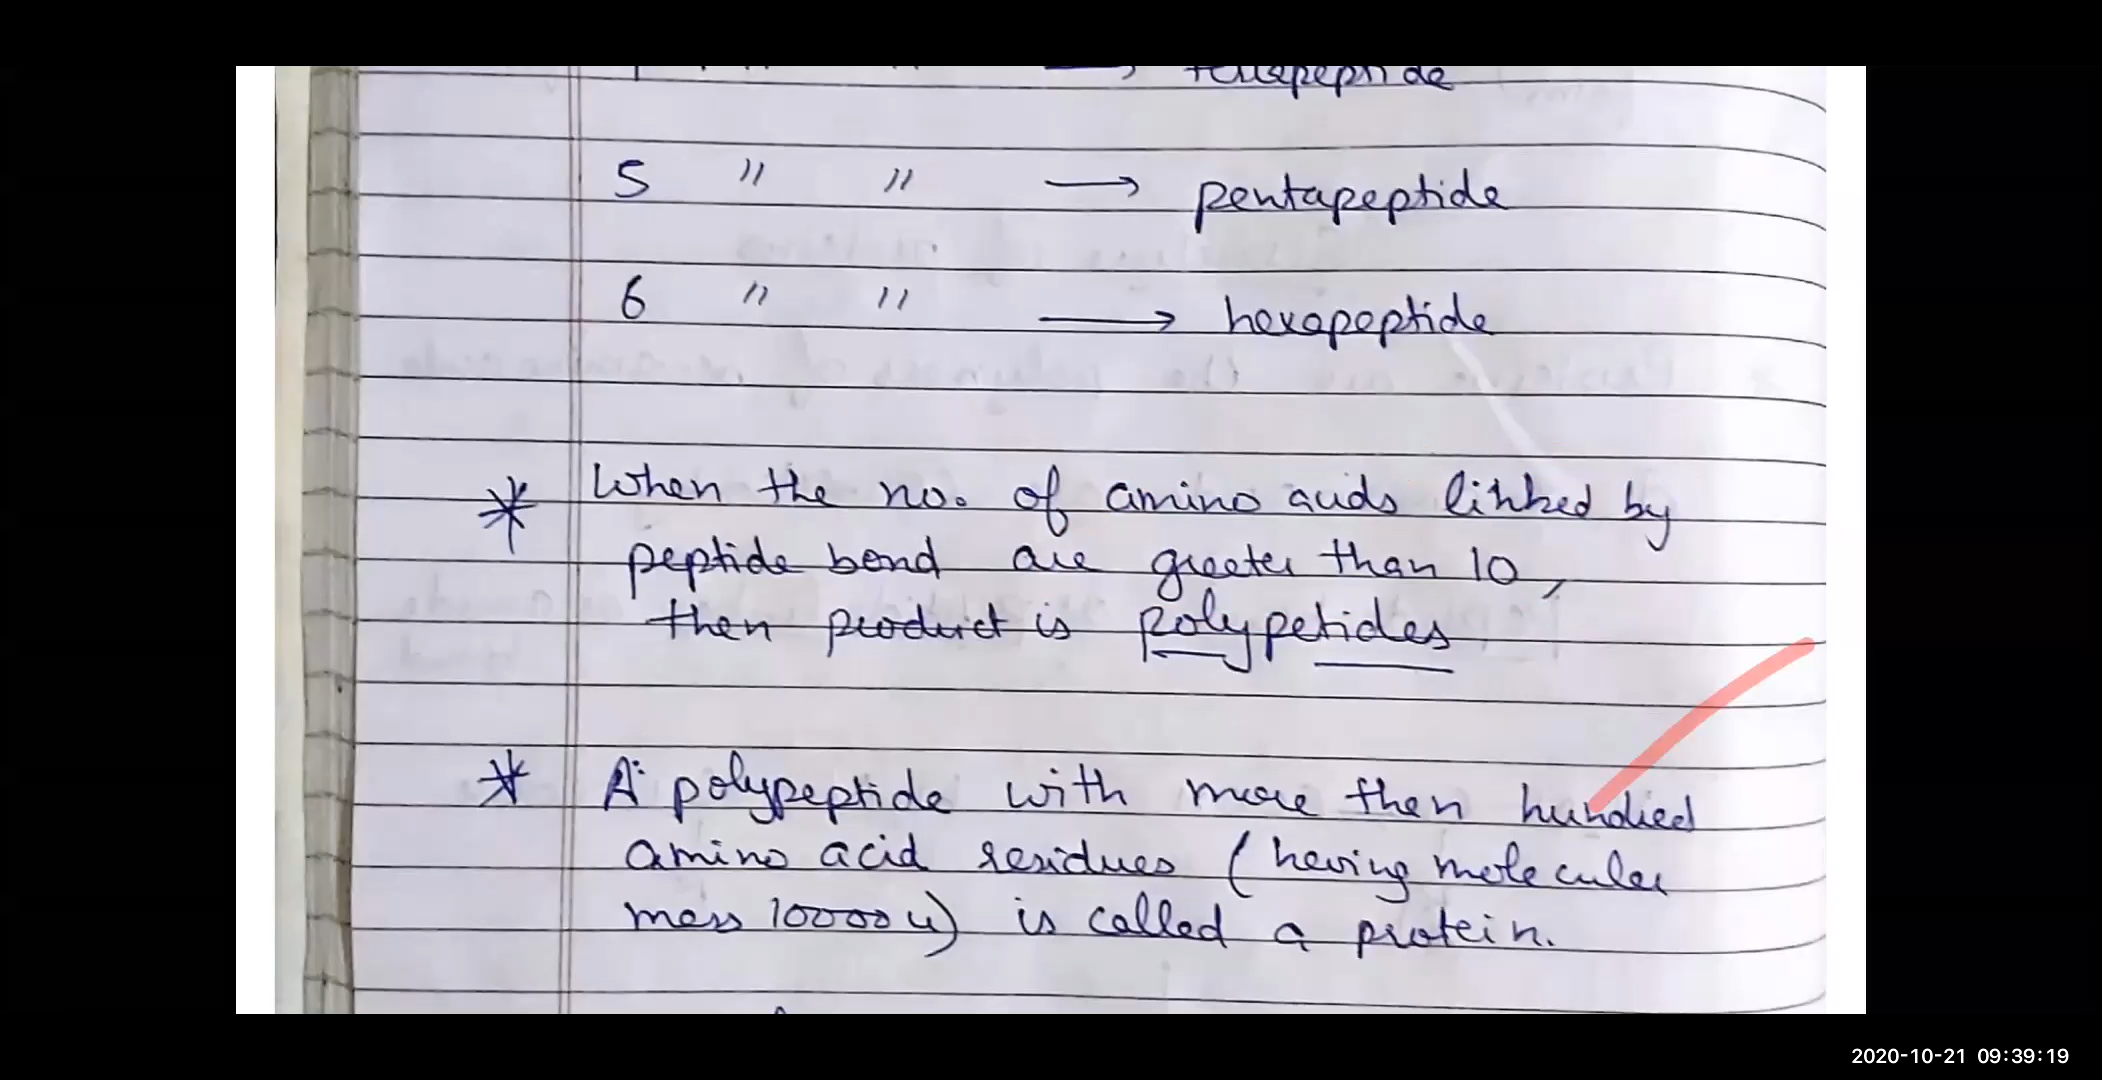 → tetrapeptide
5 " " → pentapeptide
6 " " → hexapeptide
* When the no. of amino acids linked by
peptide bond are greater than 10,
then product is polypetides
* A polypeptide with more then hundred
amino acid residues (having molecular
mass 10000u) is called a protein.
2020-10-21 09:39:19